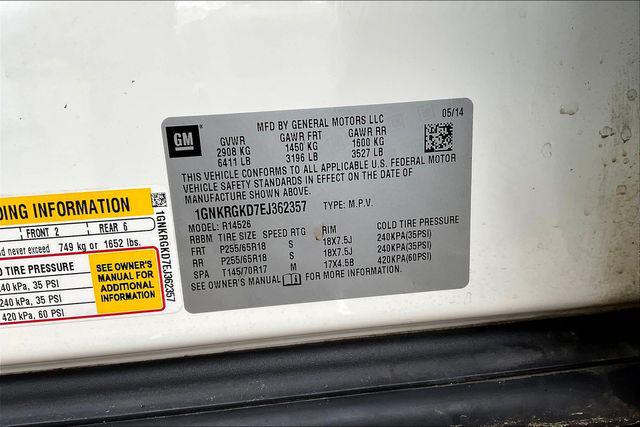 GM
MFD BY GENERAL MOTORS LLC
05/14
GVWR GAWR FRT GAWR RR
2908 KG 1450 KG 1600 KG
6411 LB 3196 LB 3527 LB
THIS VEHICLE CONFORMS TO ALL APPLICABLE U.S. FEDERAL MOTOR
VEHICLE SAFETY STANDARDS IN EFFECT ON THE DATE OF
MANUFACTURE SHOWN ABOVE.
1GNKRGKD7EJ362357 TYPE: M.P.V.
MODEL: R14526
RBBM TIRE SIZE SPEED RTG RIM COLD TIRE PRESSURE
FRT P255/65R18 S 18X7.5J 240KPA(35PSI)
RR P255/65R18 S 18X7.5J 240KPA(35PSI)
SPA T145/70R17 M 17X4.5B 420KPA(60PSI)
SEE OWNER'S MANUAL FOR MORE INFORMATION.
DING INFORMATION
FRONT 2 REAR 6
d never exceed 749 kg or 1652 lbs.
D TIRE PRESSURE
240 kPa, 35 PSI
240 kPa, 35 PSI
420 kPa, 60 PSI
SEE OWNER'S
MANUAL FOR
ADDITIONAL
INFORMATION
1GNKRGKD7EJ362357